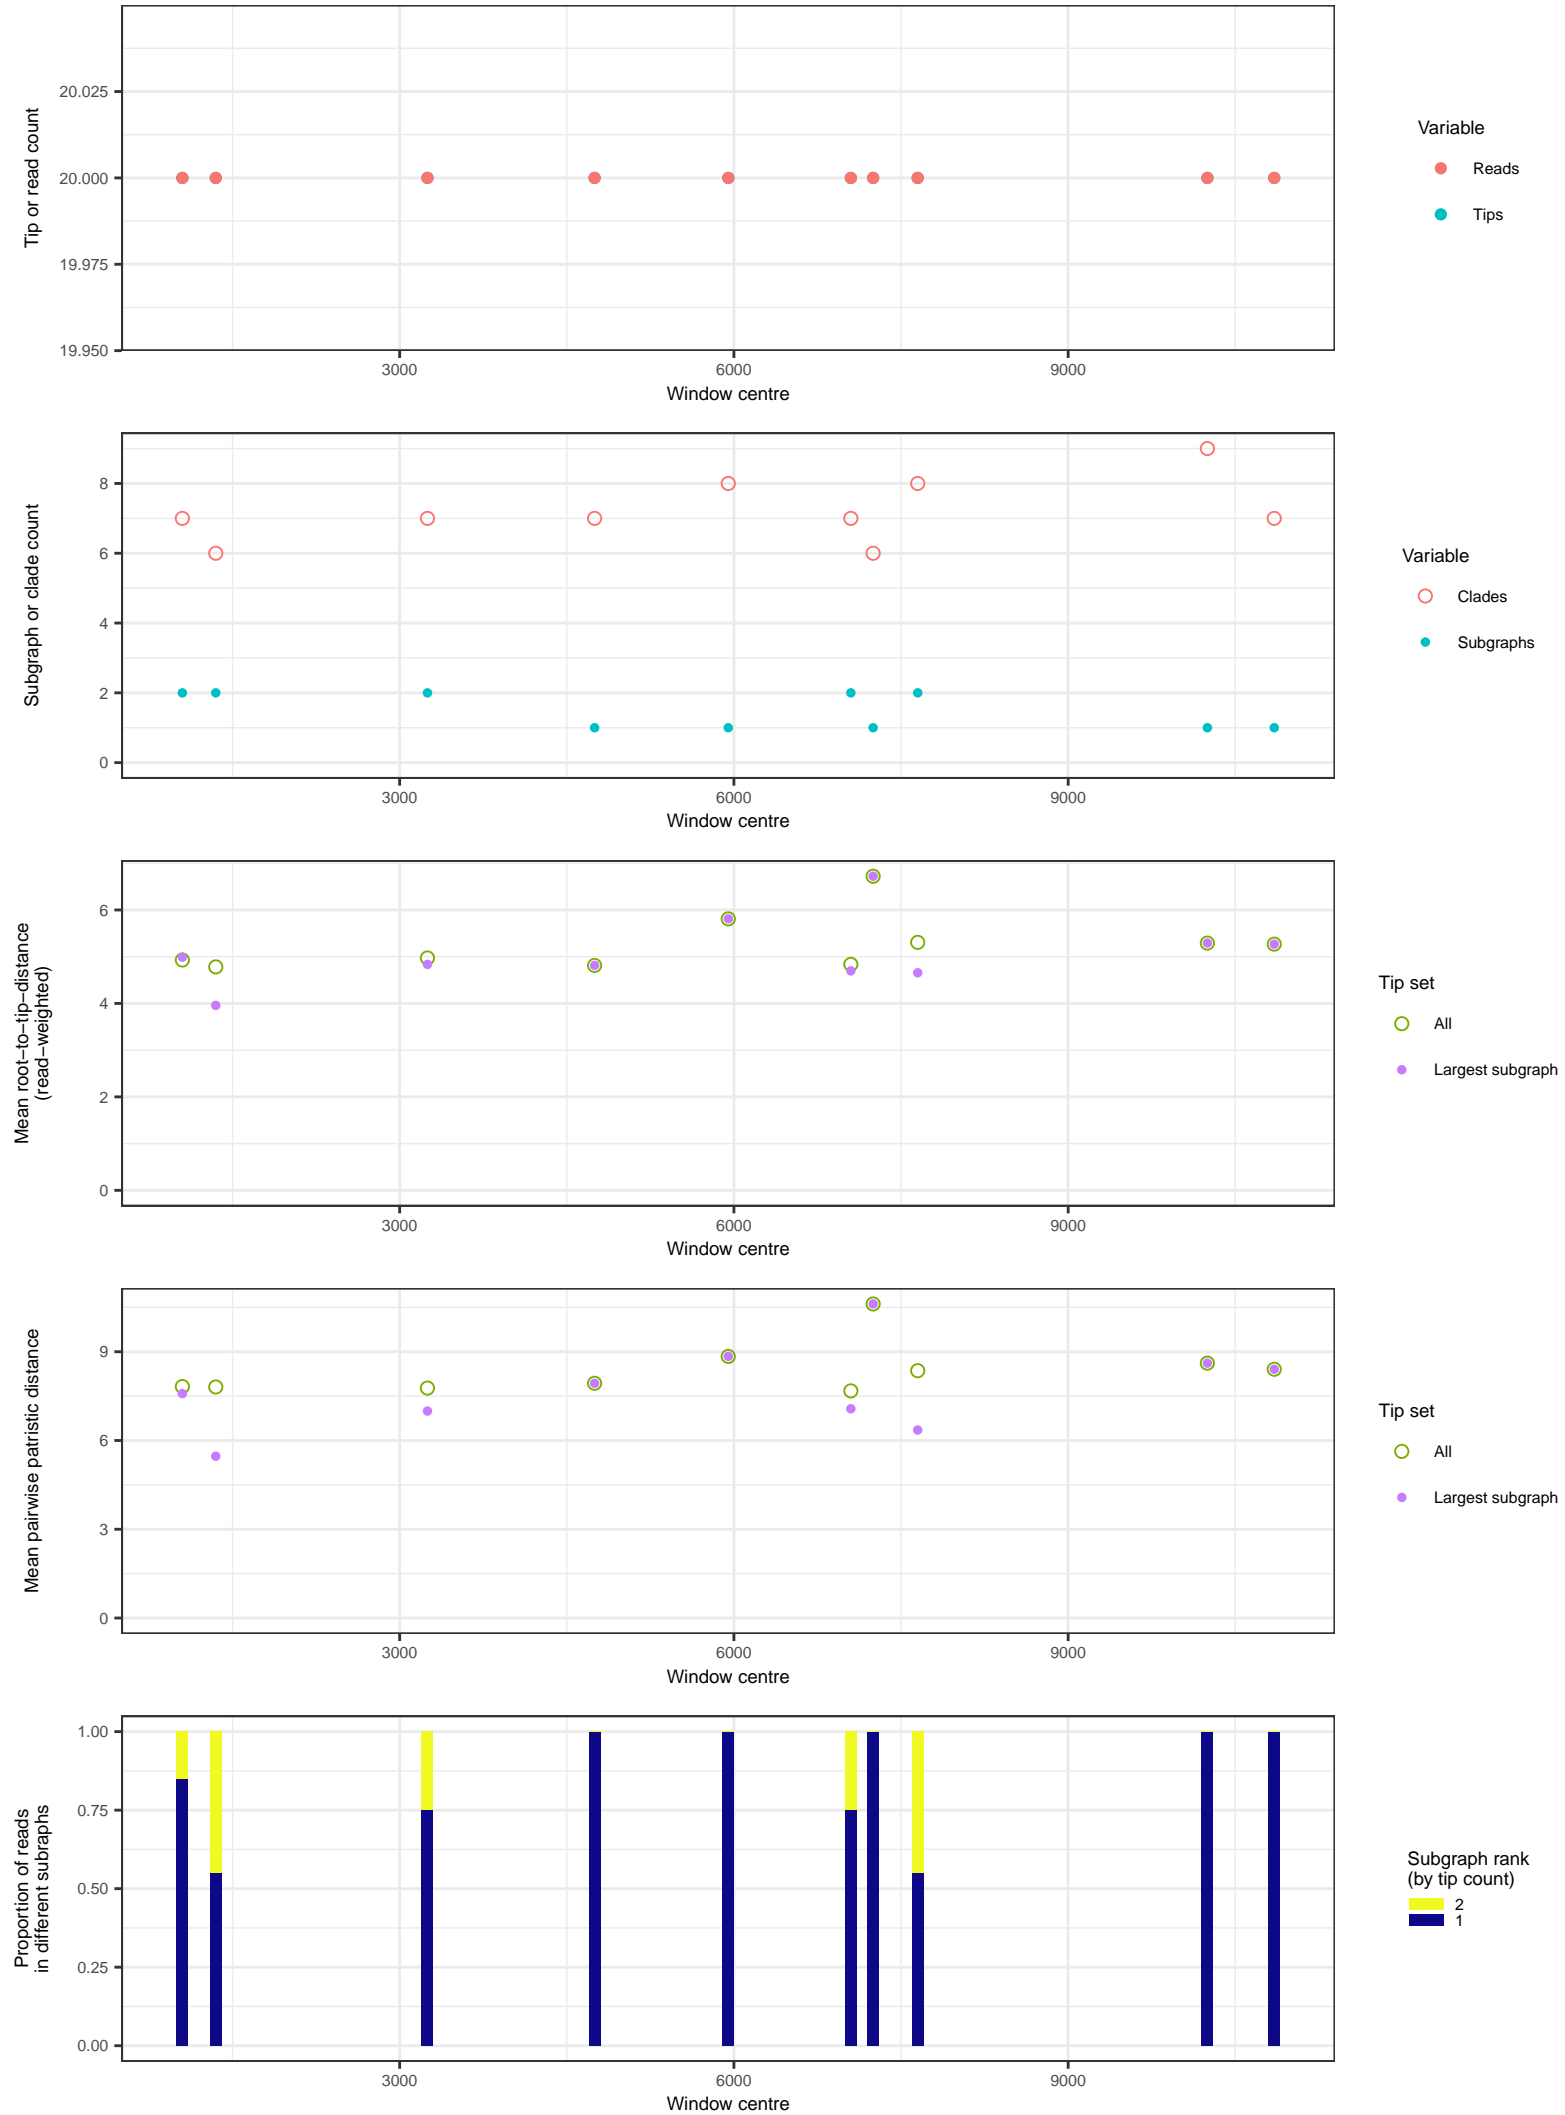 20.025
20.000
19.975
19.950
Tip or read count
3000 6000 9000
Window centre
Variable
Reads
Tips
8
6
4
2
0
Subgraph or clade count
3000 6000 9000
Window centre
Variable
Clades
Subgraphs
6
4
2
0
Mean root−to−tip−distance
(read−weighted)
3000 6000 9000
Window centre
Tip set
All
Largest subgraph
9
6
3
0
Mean pairwise patristic distance
3000 6000 9000
Window centre
Tip set
All
Largest subgraph
1.00
0.75
0.50
0.25
0.00
Proportion of reads
in different subraphs
3000 6000 9000
Window centre
Subgraph rank
(by tip count)
2
1